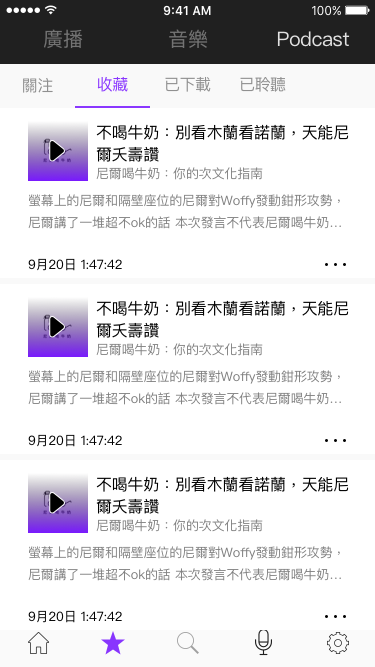 9:41 AM
100%
廣播 音樂 Podcast
關注 收藏 已下載 已聆聽
不喝牛奶：別看木蘭看諾蘭，天能尼
爾夭壽讚
尼爾喝牛奶：你的次文化指南
螢幕上的尼爾和隔壁座位的尼爾對Woffy發動鉗形攻勢，
尼爾講了一堆超不ok的話 本次發言不代表尼爾喝牛奶...
9月20日 1:47:42
不喝牛奶：別看木蘭看諾蘭，天能尼
爾夭壽讚
尼爾喝牛奶：你的次文化指南
螢幕上的尼爾和隔壁座位的尼爾對Woffy發動鉗形攻勢，
尼爾講了一堆超不ok的話 本次發言不代表尼爾喝牛奶...
9月20日 1:47:42
不喝牛奶：別看木蘭看諾蘭，天能尼
爾夭壽讚
尼爾喝牛奶：你的次文化指南
螢幕上的尼爾和隔壁座位的尼爾對Woffy發動鉗形攻勢，
尼爾講了一堆超不ok的話 本次發言不代表尼爾喝牛奶...
9月20日 1:47:42